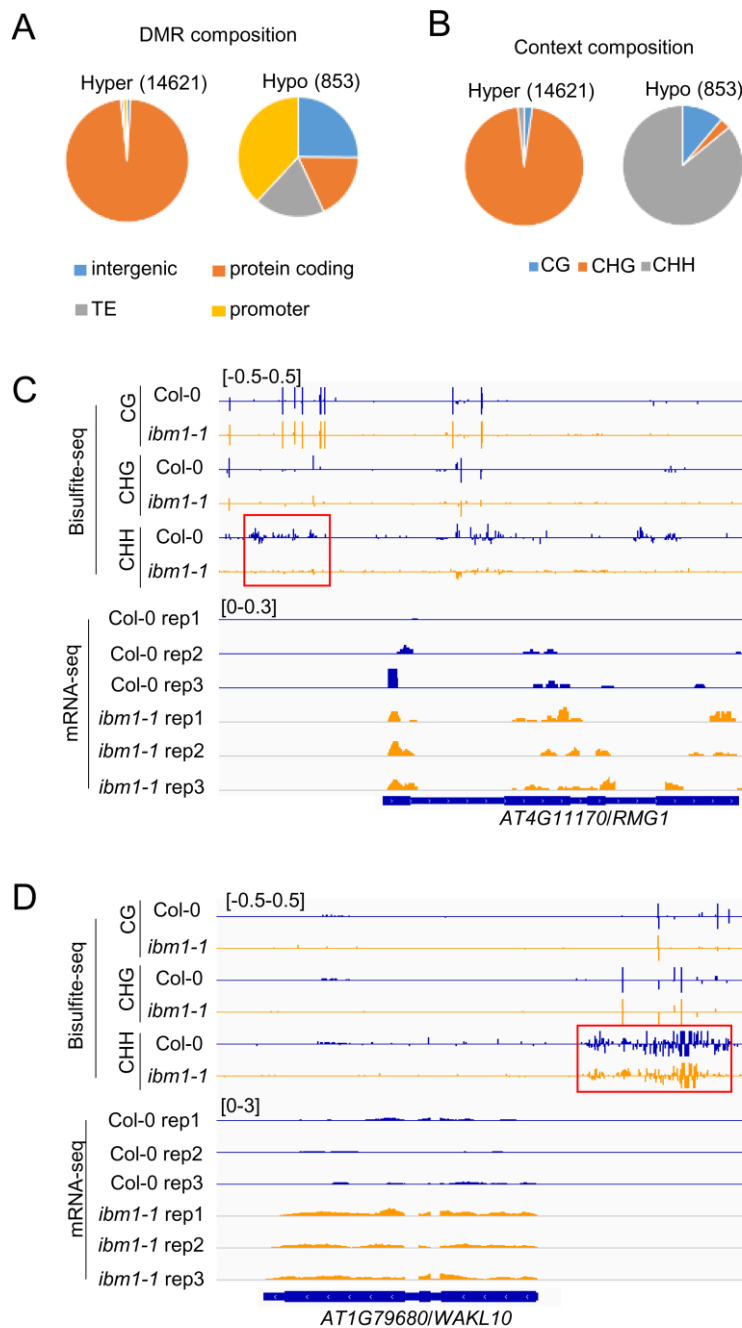 A
DMR composition
Hyper (14621)
Hypo (853)
intergenic
protein coding
TE
promoter
B
Context composition
Hyper (14621)
Hypo (853)
CG
CHG
CHH
C
[-0.5-0.5]
Bisulfite-seq
CG
Col-0
ibm1-1
CHG
Col-0
ibm1-1
CHH
Col-0
ibm1-1
mRNA-seq
[0-0.3]
Col-0 rep1
Col-0 rep2
Col-0 rep3
ibm1-1 rep1
ibm1-1 rep2
ibm1-1 rep3
AT4G11170/RMG1
D
[-0.5-0.5]
Bisulfite-seq
CG
Col-0
ibm1-1
CHG
Col-0
ibm1-1
CHH
Col-0
ibm1-1
mRNA-seq
[0-3]
Col-0 rep1
Col-0 rep2
Col-0 rep3
ibm1-1 rep1
ibm1-1 rep2
ibm1-1 rep3
AT1G79680/WAKL10